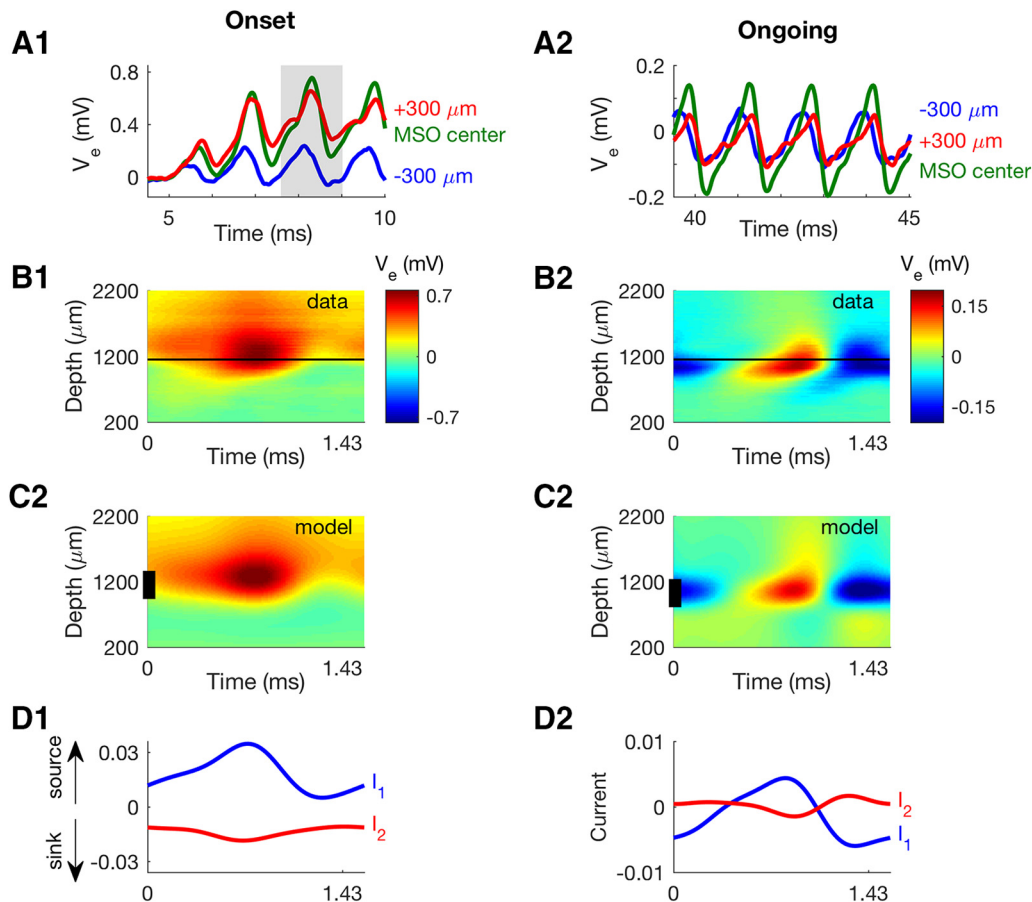 Onset
Ongoing
A1
A2
V_e (mV)
0.8
0.4
0
5
10
Time (ms)
+300 μm
MSO center
-300 μm
V_e (mV)
0.2
0
-0.2
40
45
Time (ms)
-300 μm
+300 μm
MSO center
B1
B2
V_e (mV)
0.7
0
-0.7
data
Depth (μm)
2200
1200
200
0
1.43
Time (ms)
V_e (mV)
0.15
0
-0.15
data
Depth (μm)
2200
1200
200
0
1.43
Time (ms)
C2
C2
model
Depth (μm)
2200
1200
200
0
1.43
Time (ms)
model
Depth (μm)
2200
1200
200
0
1.43
Time (ms)
D1
D2
source
sink
0.03
0
-0.03
I_1
I_2
0
1.43
Current
0.01
0
-0.01
I_2
I_1
0
1.43